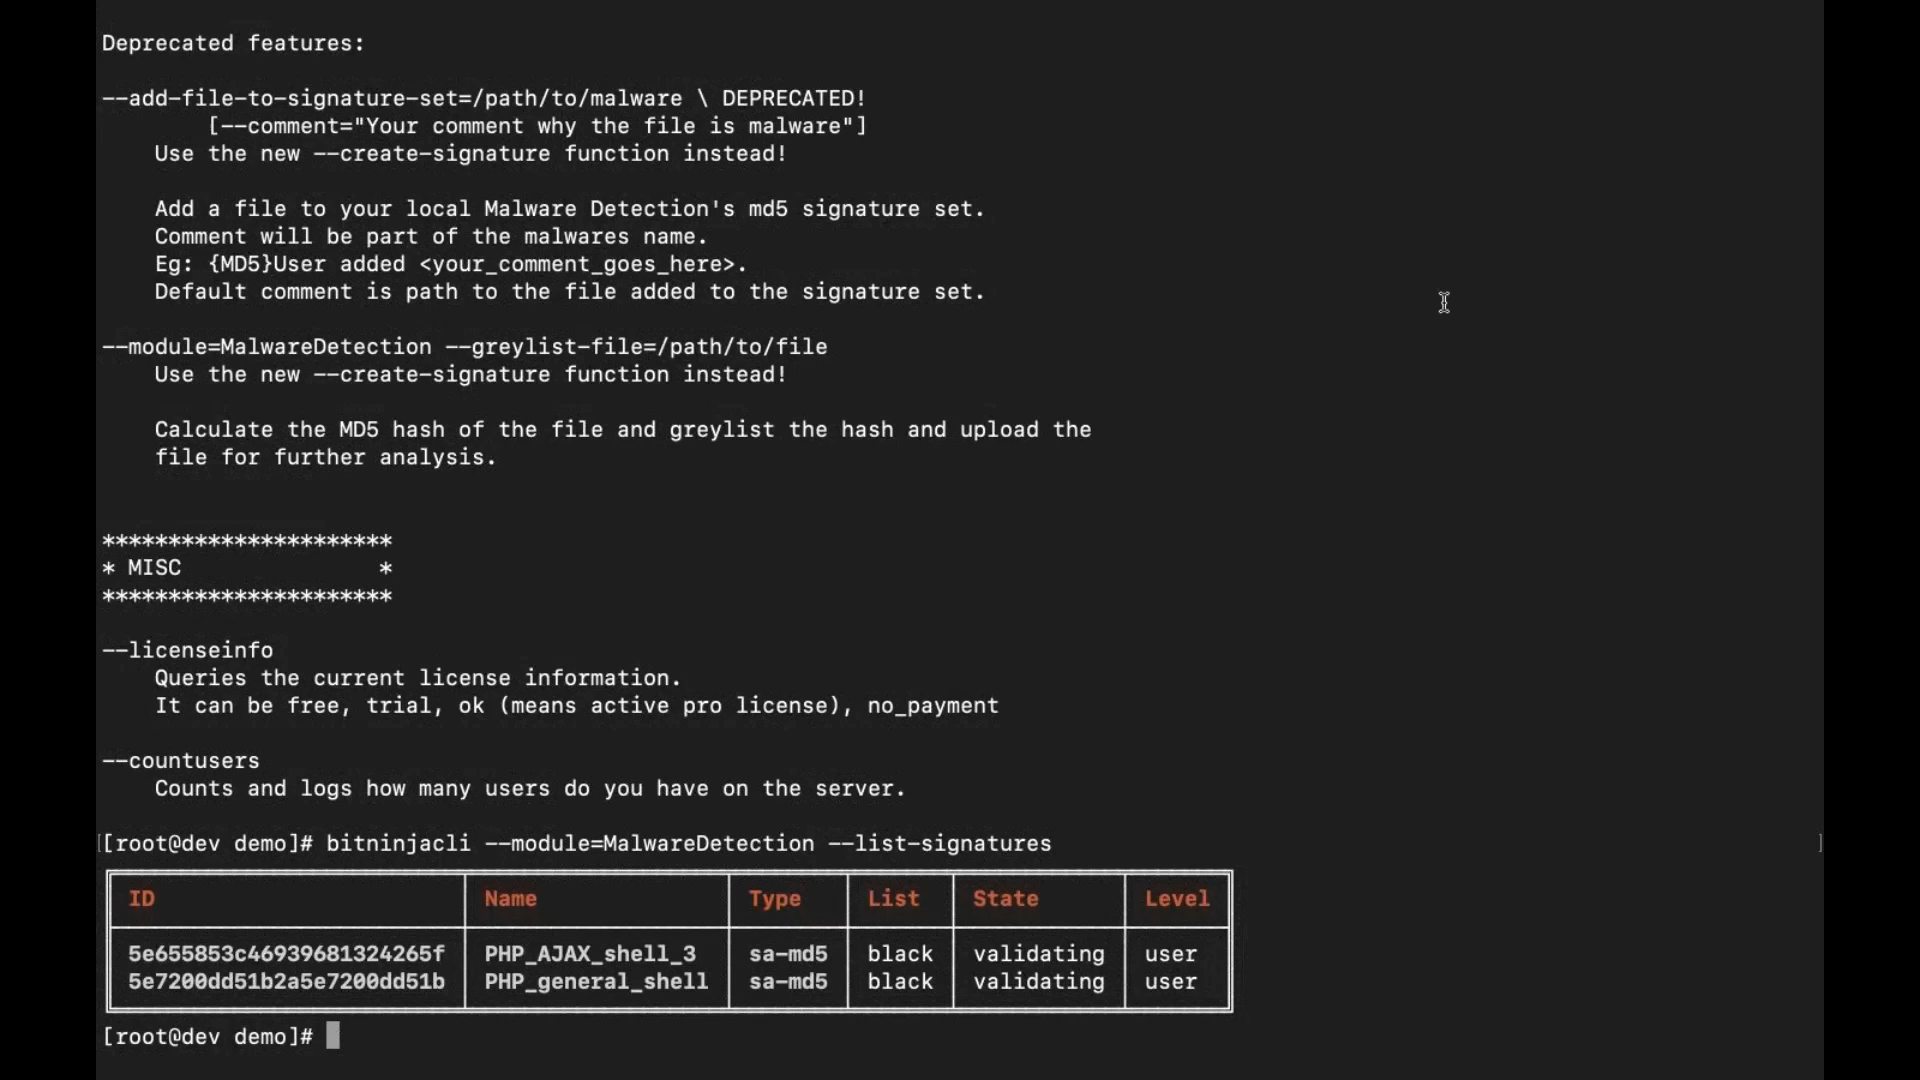 Deprecated features:
--add-file-to-signature-set=/path/to/malware \ DEPRECATED!
[--comment="Your comment why the file is malware"]
Use the new --create-signature function instead!
Add a file to your local Malware Detection's md5 signature set.
Comment will be part of the malwares name.
Eg: {MD5}User added <your_comment_goes_here>.
Default comment is path to the file added to the signature set.
--module=MalwareDetection --greylist-file=/path/to/file
Use the new --create-signature function instead!
Calculate the MD5 hash of the file and greylist the hash and upload the
file for further analysis.
**********************
* MISC               *
**********************
--licenseinfo
Queries the current license information.
It can be free, trial, ok (means active pro license), no_payment
--countusers
Counts and logs how many users do you have on the server.
[[root@dev demo]# bitninjacli --module=MalwareDetection --list-signatures ]
ID Name Type List State Level
5e655853c46939681324265f PHP_AJAX_shell_3 sa-md5 black validating user
5e7200dd51b2a5e7200dd51b PHP_general_shell sa-md5 black validating user
[root@dev demo]#